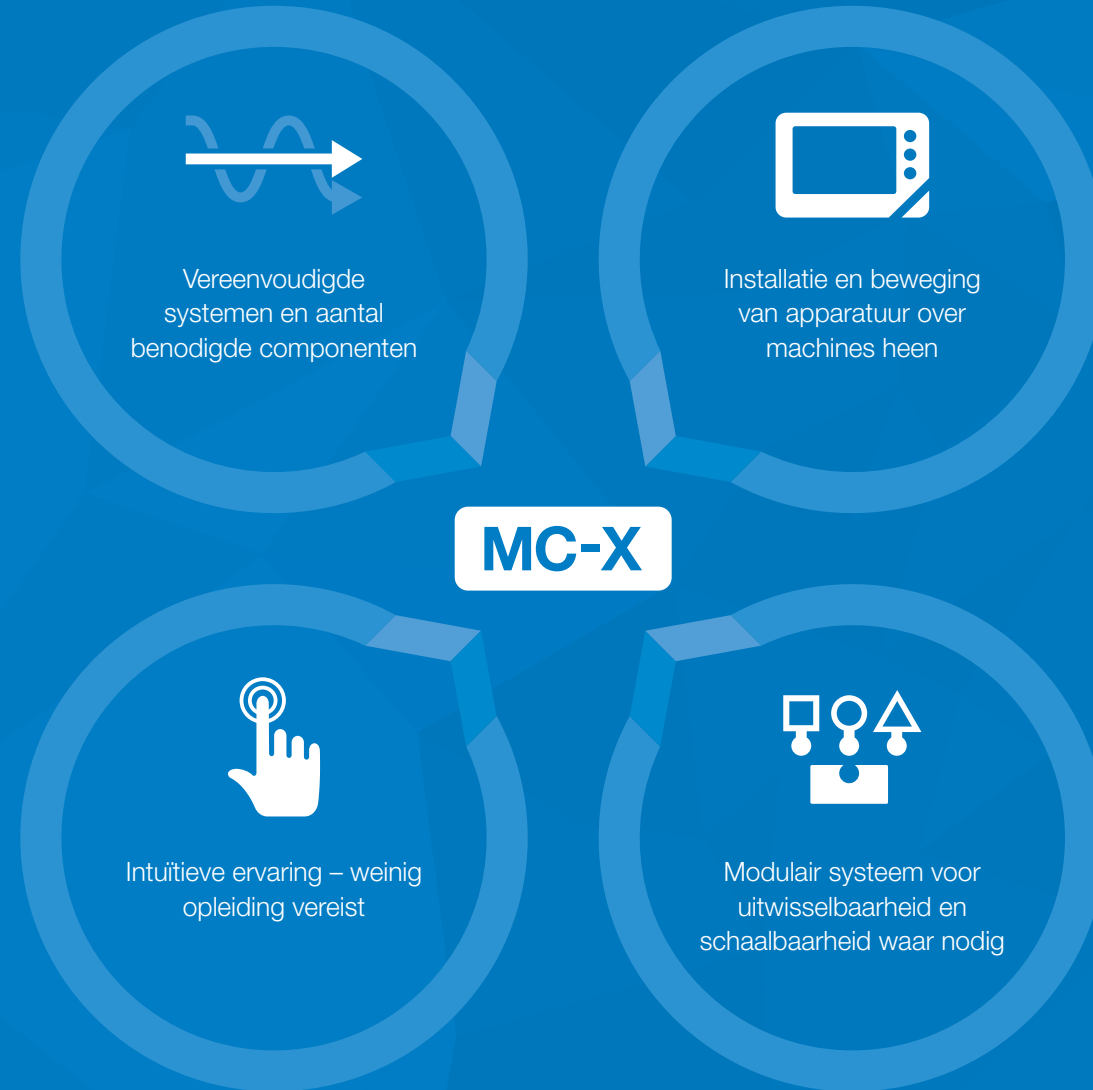 Vereenvoudigde
systemen en aantal
benodigde componenten
Installatie en beweging
van apparatuur over
machines heen
MC-X
Intuïtieve ervaring – weinig
opleiding vereist
Modulair systeem voor
uitwisselbaarheid en
schaalbaarheid waar nodig